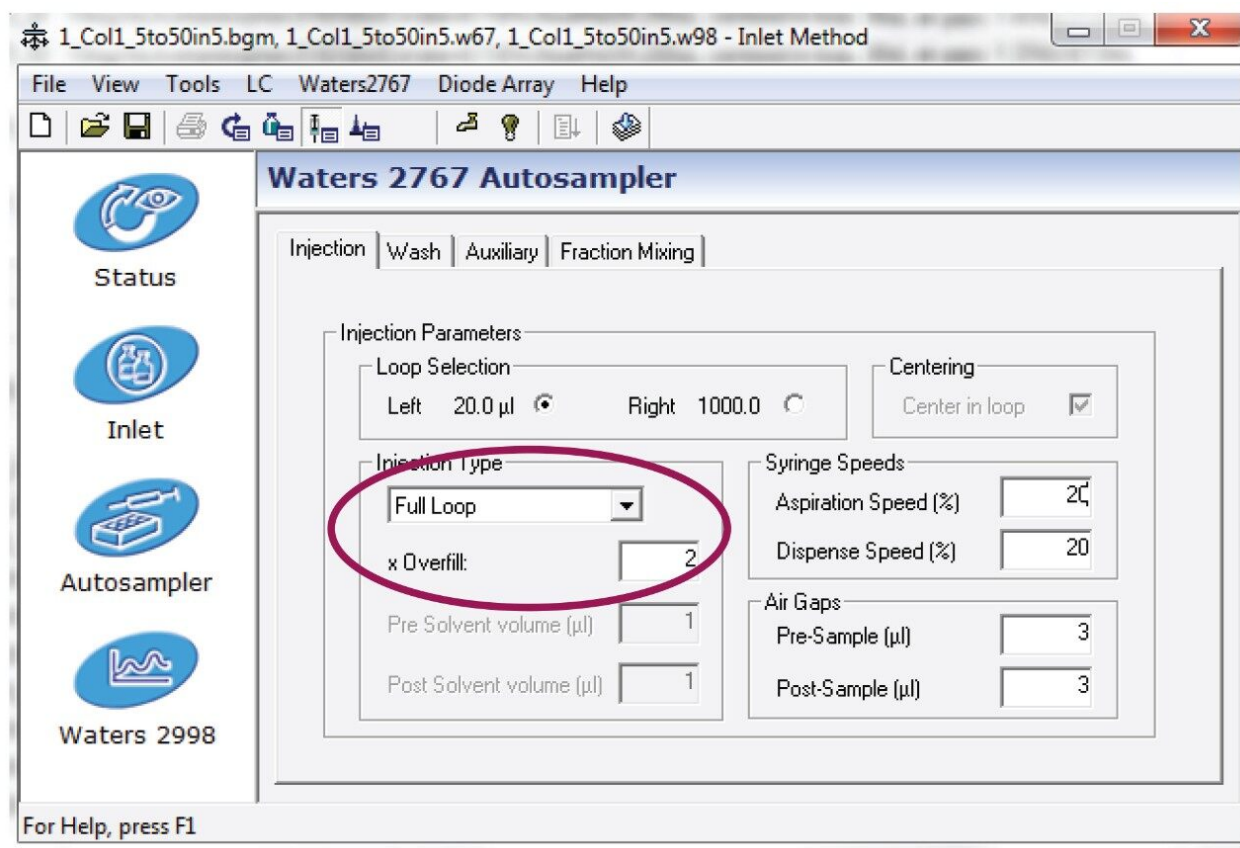 1_Col1_5to50in5.bgm, 1_Col1_5to50in5.w67, 1_Col1_5to50in5.w98 - Inlet Method
File View Tools LC Waters2767 Diode Array Help
Waters 2767 Autosampler
Status
Inlet
Autosampler
Waters 2998
Injection Wash Auxiliary Fraction Mixing
Injection Parameters
Loop Selection
Left 20.0 µl Right 1000.0
Centering
Center in loop
Injection Type
Full Loop
x Overfill: 2
Pre Solvent volume (µl) 1
Post Solvent volume (µl) 1
Syringe Speeds
Aspiration Speed (%) 20
Dispense Speed (%) 20
Air Gaps
Pre-Sample (µl) 3
Post-Sample (µl) 3
For Help, press F1